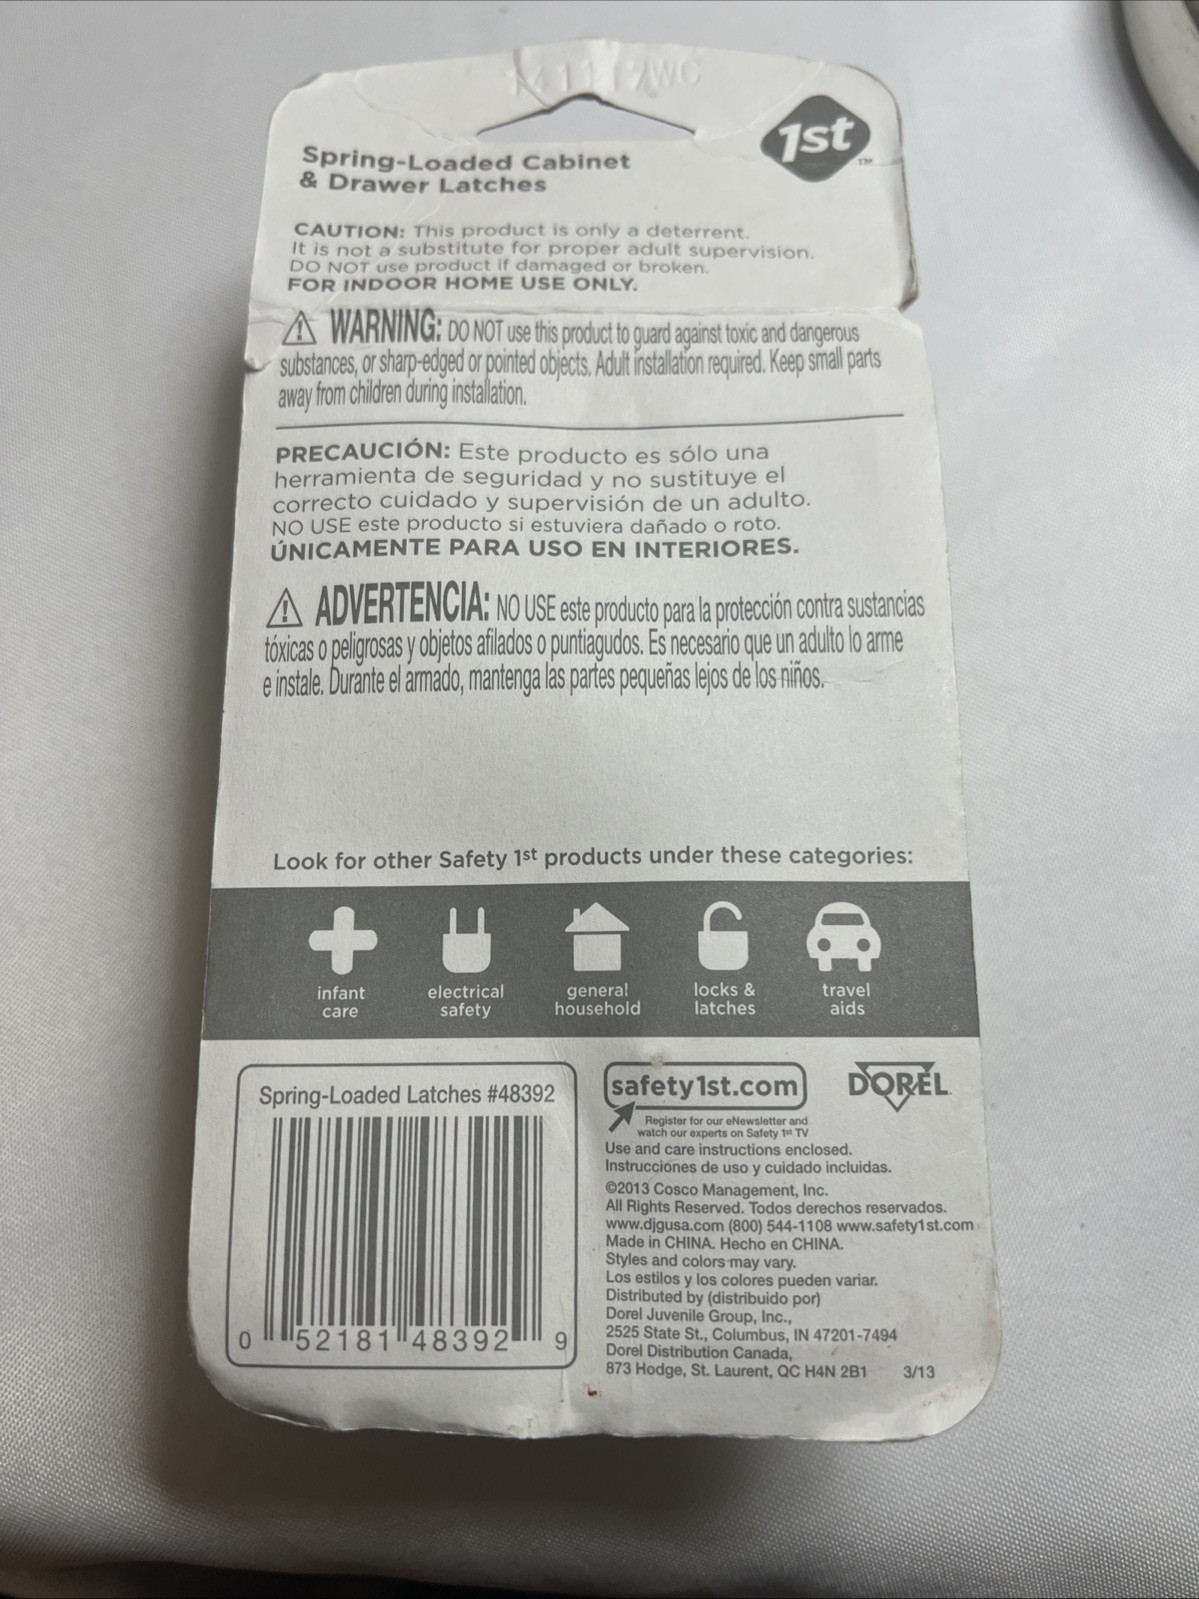 1st
TM
Spring-Loaded Cabinet
& Drawer Latches
CAUTION: This product is only a deterrent.
It is not a substitute for proper adult supervision.
DO NOT use product if damaged or broken.
FOR INDOOR HOME USE ONLY.
WARNING: DO NOT use this product to guard against toxic and dangerous
substances, or sharp-edged or pointed objects. Adult installation required. Keep small parts
away from children during installation.
PRECAUCIÓN: Este producto es sólo una
herramienta de seguridad y no sustituye el
correcto cuidado y supervisión de un adulto.
NO USE este producto si estuviera dañado o roto.
ÚNICAMENTE PARA USO EN INTERIORES.
ADVERTENCIA: NO USE este producto para la protección contra sustancias
tóxicas o peligrosas y objetos afilados o puntiagudos. Es necesario que un adulto lo arme
e instale. Durante el armado, mantenga las partes pequeñas lejos de los niños.
Look for other Safety 1st products under these categories:
infant
care
electrical
safety
general
household
locks &
latches
travel
aids
Spring-Loaded Latches #48392
0 52181 48392 9
safety1st.com
DOREL
Register for our eNewsletter and
watch our experts on Safety 1st TV
Use and care instructions enclosed.
Instrucciones de uso y cuidado incluidas.
©2013 Cosco Management, Inc.
All Rights Reserved. Todos derechos reservados.
www.djgusa.com (800) 544-1108 www.safety1st.com
Made in CHINA. Hecho en CHINA.
Styles and colors may vary.
Los estilos y los colores pueden variar.
Distributed by (distribuido por)
Dorel Juvenile Group, Inc.,
2525 State St., Columbus, IN 47201-7494
Dorel Distribution Canada,
873 Hodge, St. Laurent, QC H4N 2B1 3/13